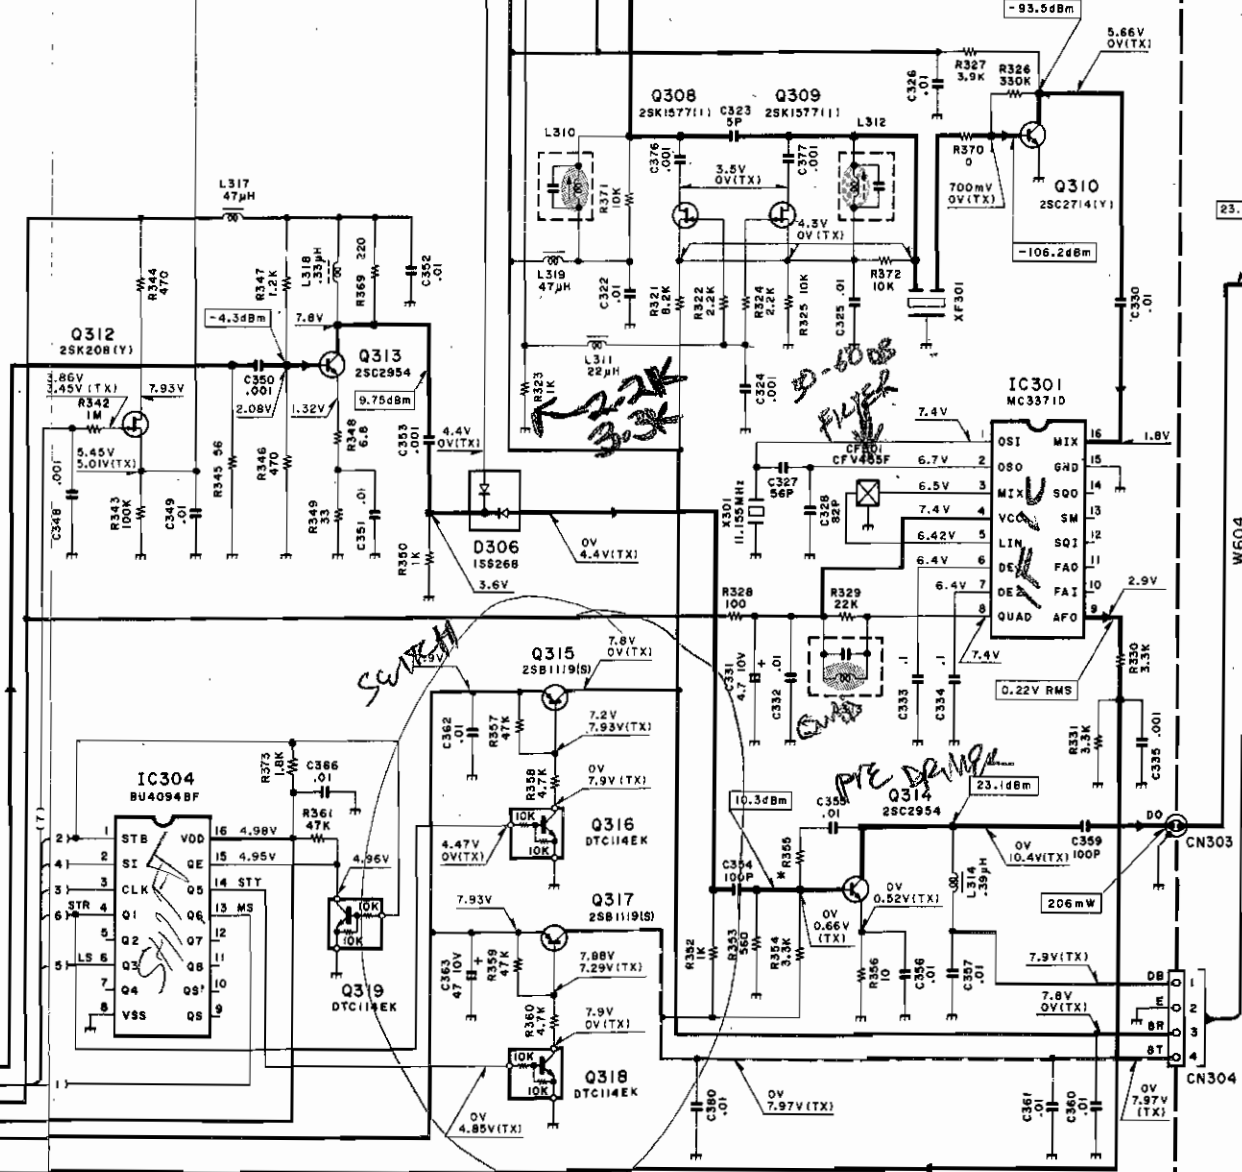 -93.5dBm
5.66V
0V(TX)
R327
3.9K
R326
330K
C326
.01
Q308
2SK1577(I)
C323
5P
Q309
2SK1577(I)
L310
L312
C376
.001
C377
.001
3.5V
0V(TX)
R371
10K
R370
0
700mV
0V(TX)
Q310
2SC2714(Y)
23.
4.3V
0V(TX)
-106.2dBm
L317
47μH
R344
470
R347
1.2K
L318
.33μH
R369
220
C352
.01
L319
47μH
C322
.01
R321
8.2K
R322
2.2K
R324
2.2K
R325
10K
C325
.01
R372
10K
XF301
C330
.01
-4.3dBm
7.8V
Q312
2SK208(Y)
Q313
2SC2954
L311
22μH
R323
1K
C324
.001
2.2K
3.3K
FILTER
IC301
MC3371D
.86V
3.45V(TX)
7.93V
R342
1M
C350
.001
2.08V
1.32V
9.75dBm
5.45V
5.01V(TX)
C348
.001
R343
100K
C349
.01
R345
56
R346
470
R348
6.8
R349
33
C351
.01
C353
.001
4.4V
0V(TX)
R350
1K
D306
1SS268
0V
4.4V(TX)
3.6V
CF301
CFV455F
C327
56P
X301
11.155MHz
C328
82P
7.4V
6.7V
6.5V
7.4V
6.42V
6.4V
6.4V
7.4V
1 OSI MIX 16
1.8V
2 OSO GND 15
3 MIX SQO 14
4 VCC SM 13
5 LIN SQI 12
6 DE FAO 11
7 DE2 FAI 10
8 QUAD AFO 9
2.9V
W604
R328
100
R329
22K
C331
4.7 10V
+
C332
.01
QUAD
C333
.1
C334
.1
0.22V RMS
R330
3.3K
R331
3.3K
C335
.001
SWITCH
Q315
2SB1119(S)
7.8V
0V(TX)
C362
.01
R357
47K
7.2V
7.93V(TX)
R358
4.7K
0V
7.9V(TX)
Q316
DTC114EK
10K
10K
4.47V
0V(TX)
IC304
BU4094BF
R373
1.8K
C366
.01
R361
47K
4.98V
4.95V
4.96V
1 STB VDD 16
2 SI QE 15
3 CLK Q5 14 STY
STR 4 Q1 Q6 13 MS
5 Q2 Q7 12
LS 6 Q3 Q8 11
7 Q4 QS' 10
8 VSS QS 9
(7)
2)
4)
3)
6)
5)
1)
10K
10K
Q319
DTC114EK
7.93V
Q317
2SB1119(S)
C363
47 10V
+
R359
47K
7.88V
7.29V(TX)
R360
4.7K
7.9V
0V(TX)
Q318
DTC114EK
10K
10K
0V
4.85V(TX)
PRE DRIVER
Q314
2SC2954
10.3dBm
23.1dBm
C355
.01
R355
*
C354
100P
R352
1K
R353
560
R354
3.3K
0V
0.66V
(TX)
0V
0.52V(TX)
R356
10
C356
.01
C357
.01
L314
.39μH
0V
10.4V(TX)
C359
100P
DO
CN303
206mW
7.9V(TX)
7.8V
0V(TX)
DB 1
E 2
8R 3
8T 4
CN304
C380
.01
0V
7.97V(TX)
C361
.01
C360
.01
0V
7.97V
(TX)